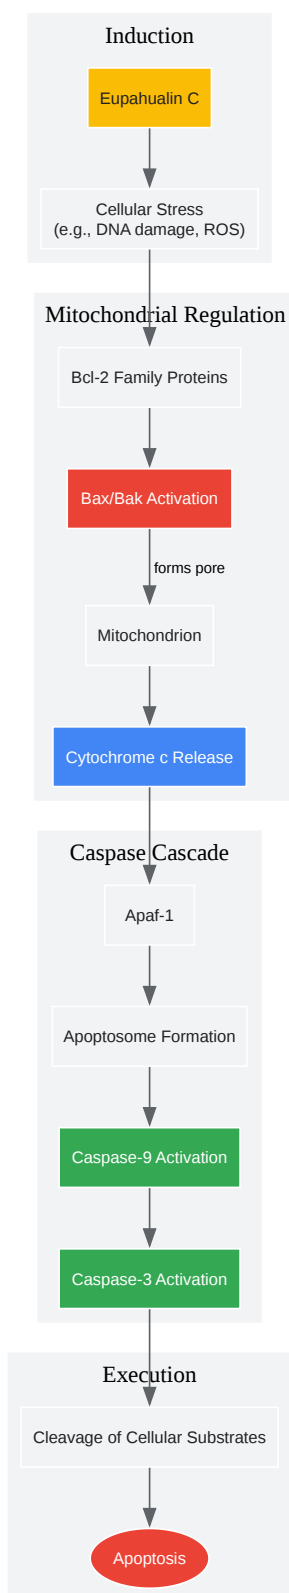 Induction
Eupahualin C
Cellular Stress
(e.g., DNA damage, ROS)
Mitochondrial Regulation
Bcl-2 Family Proteins
Bax/Bak Activation
forms pore
Mitochondrion
Cytochrome c Release
Caspase Cascade
Apaf-1
Apoptosome Formation
Caspase-9 Activation
Caspase-3 Activation
Execution
Cleavage of Cellular Substrates
Apoptosis